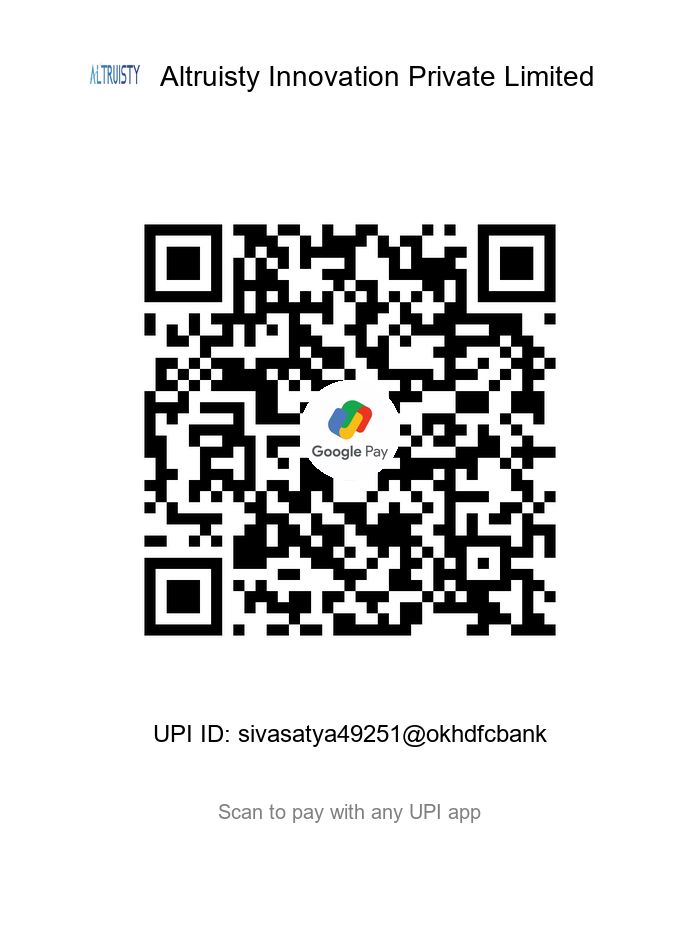 ALTRUISTY Altruisty Innovation Private Limited
Google Pay
UPI ID: sivasatya49251@okhdfcbank
Scan to pay with any UPI app